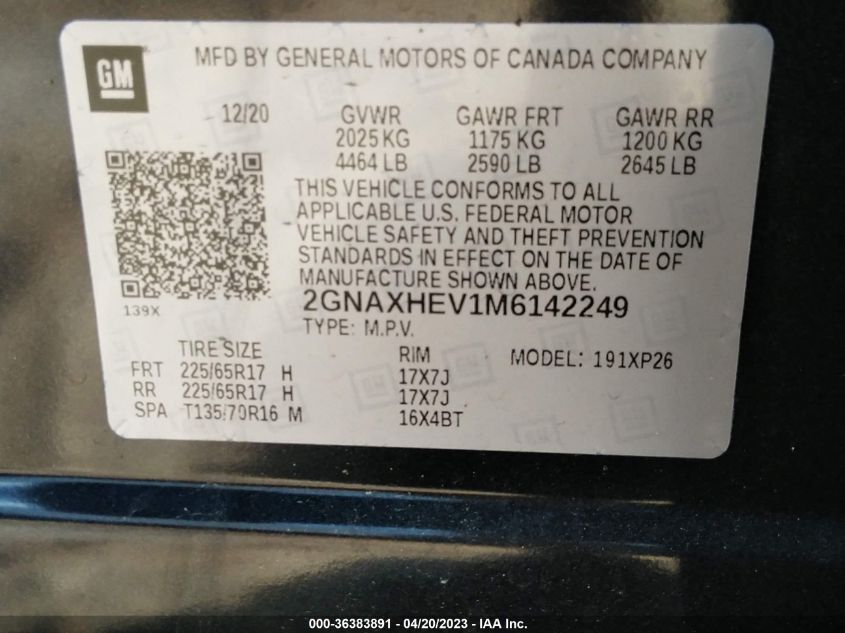 GM
MFD BY GENERAL MOTORS OF CANADA COMPANY
12/20 GVWR GAWR FRT GAWR RR
2025 KG 1175 KG 1200 KG
4464 LB 2590 LB 2645 LB
THIS VEHICLE CONFORMS TO ALL
APPLICABLE U.S. FEDERAL MOTOR
VEHICLE SAFETY AND THEFT PREVENTION
STANDARDS IN EFFECT ON THE DATE OF
MANUFACTURE SHOWN ABOVE.
139X 2GNAXHEV1M6142249
TYPE: M.P.V.
TIRE SIZE RIM MODEL: 191XP26
FRT 225/65R17 H 17X7J
RR 225/65R17 H 17X7J
SPA T135/70R16 M 16X4BT
000-36383891 - 04/20/2023 - IAA Inc.